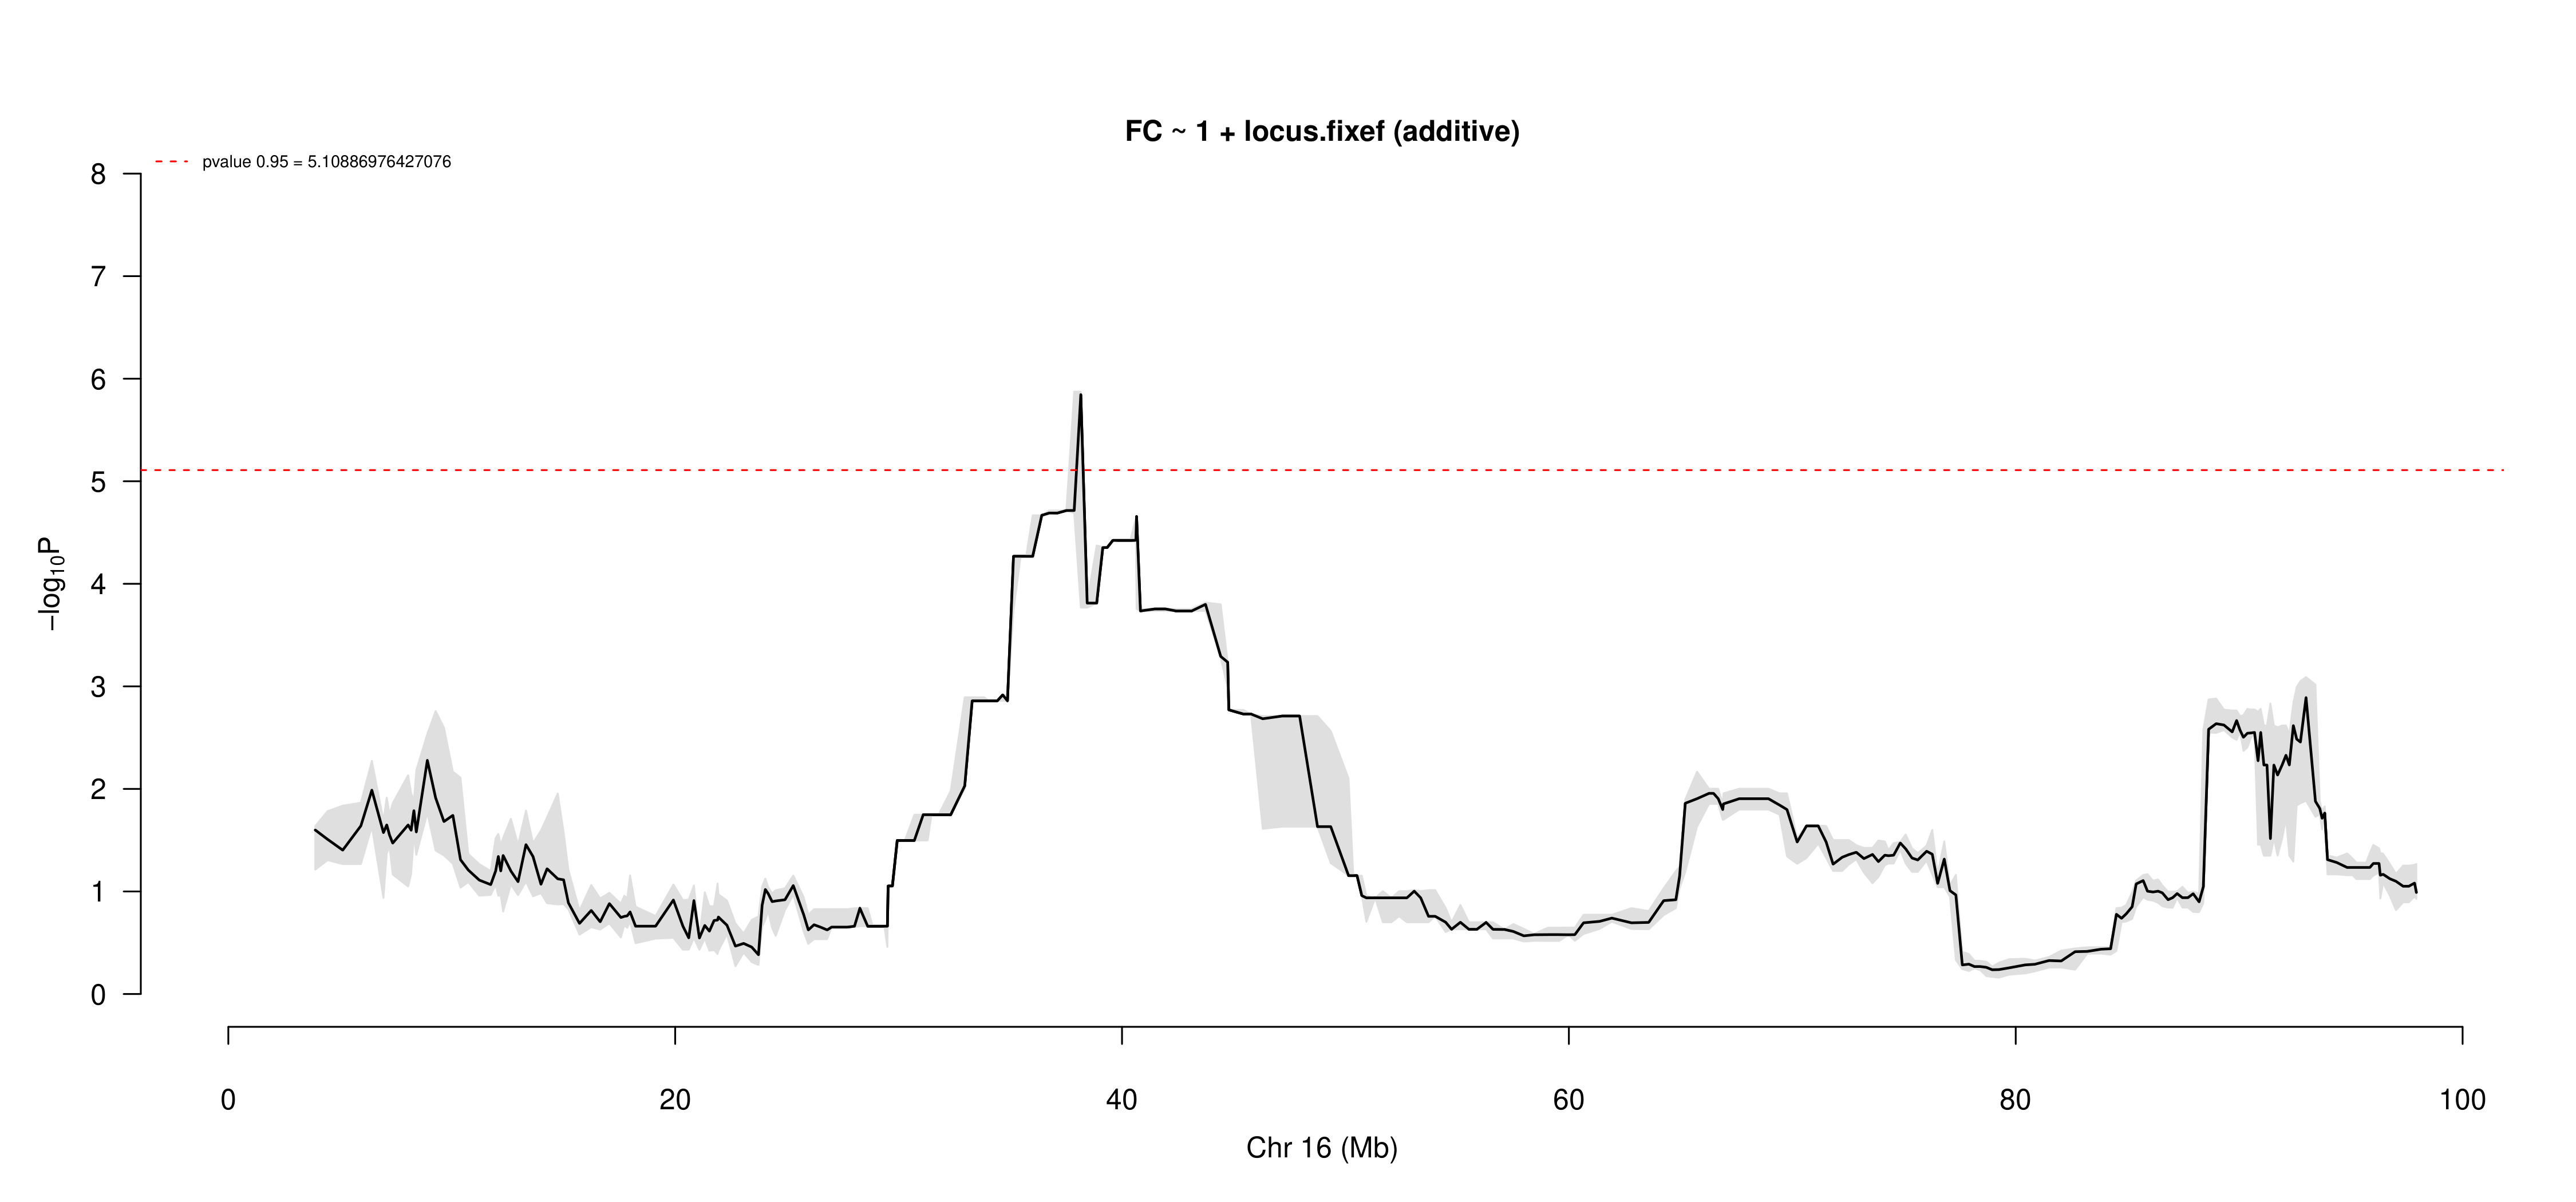 FC ~ 1 + locus.fixef (additive)
pvalue 0.95 = 5.10886976427076
8
7
6
5
4
3
2
1
0
−log10P
0 20 40 60 80 100
Chr 16 (Mb)